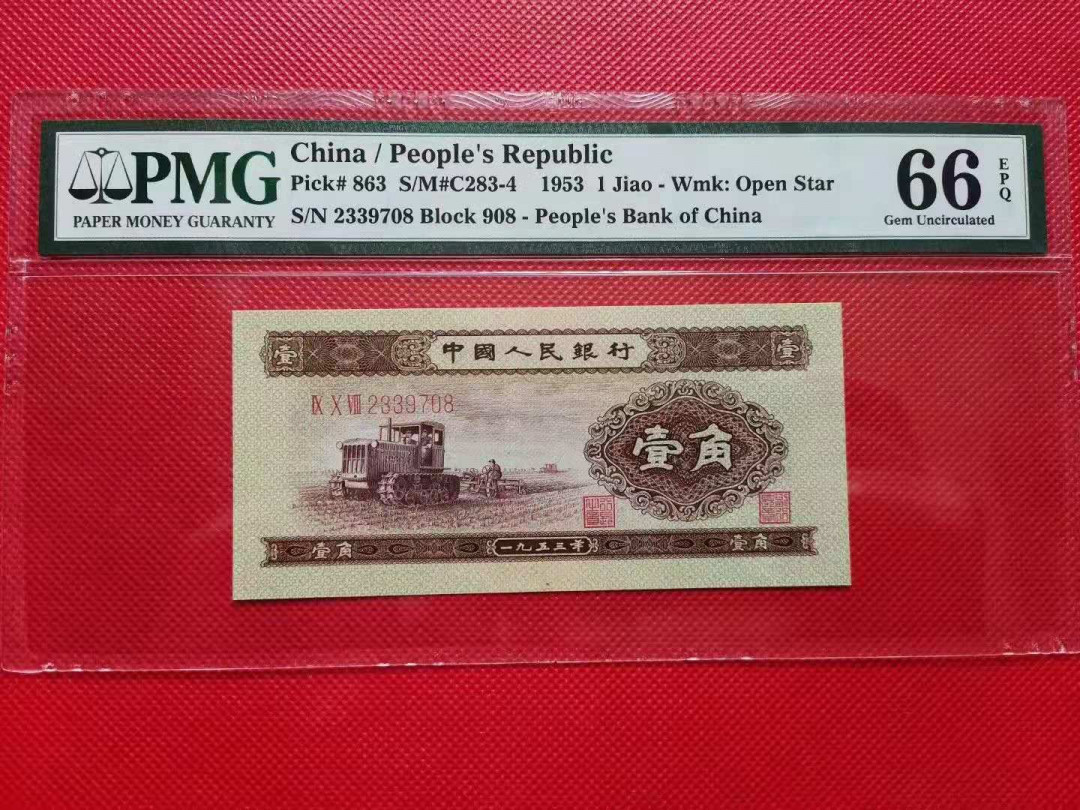 PMG
PAPER MONEY GUARANTY
China / People's Republic
Pick# 863 S/M#C283-4 1953 1 Jiao - Wmk: Open Star
S/N 2339708 Block 908 - People's Bank of China
66
EPQ
Gem Uncirculated
壹 中國人民銀行 壹
IX X VIII 2339708
壹角
壹角 一九五三年 壹角